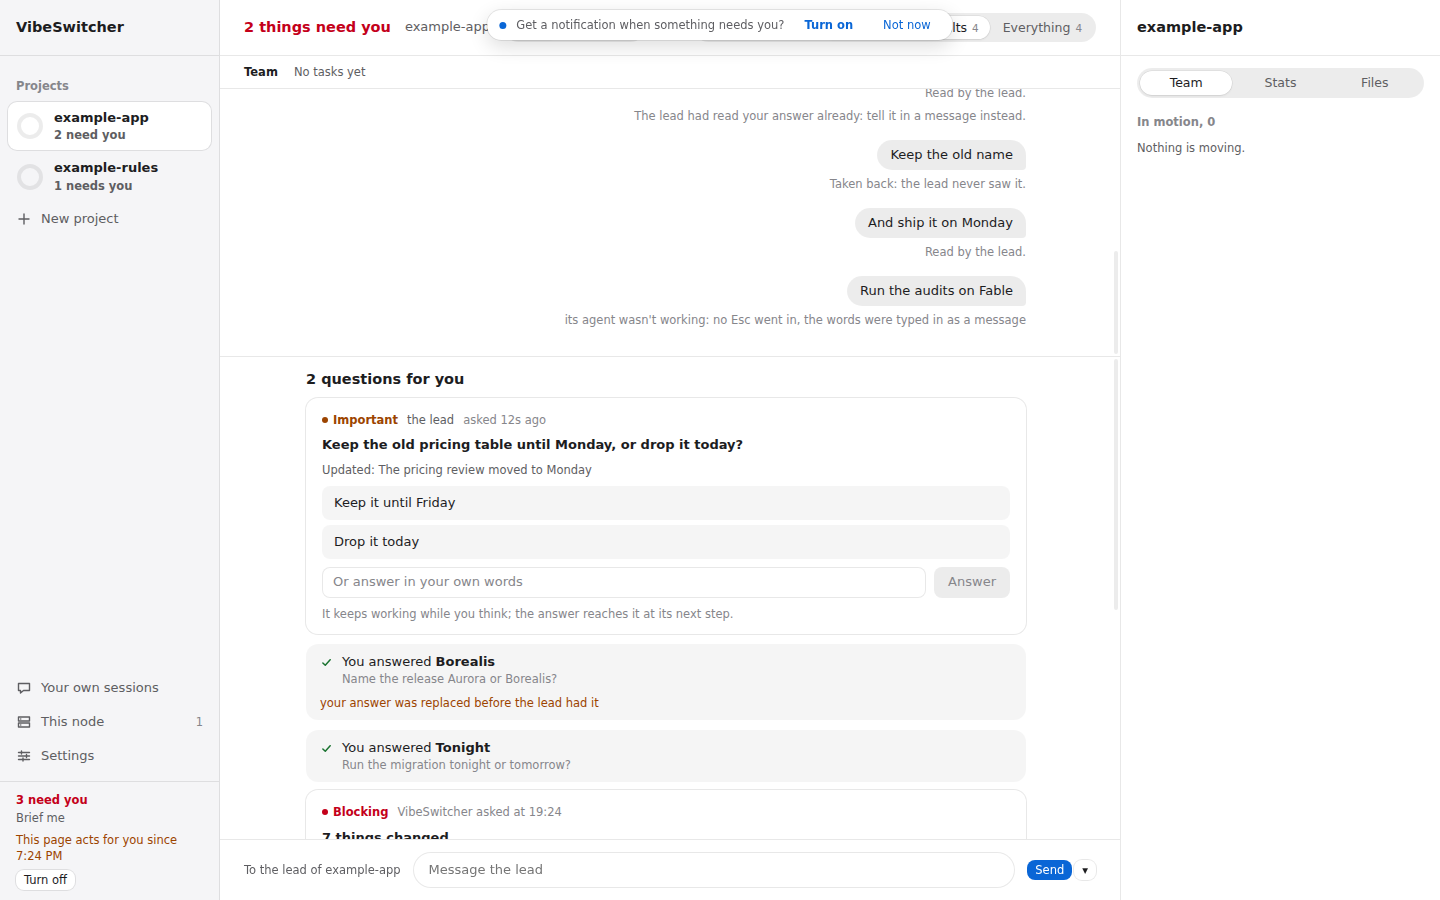 VibeSwitcher
Projects
example-app
2 need you
example-rules
1 needs you
New project
Your own sessions
This node 1
Settings
3 need you
Brief me
This page acts for you since
7:24 PM
Turn off
2 things need you example-app
Get a notification when something needs you? Turn on Not now
4 Everything 4
Team No tasks yet
Read by the lead.
The lead had read your answer already: tell it in a message instead.
Keep the old name
Taken back: the lead never saw it.
And ship it on Monday
Read by the lead.
Run the audits on Fable
its agent wasn't working: no Esc went in, the words were typed in as a message
2 questions for you
Important the lead asked 12s ago
Keep the old pricing table until Monday, or drop it today?
Updated: The pricing review moved to Monday
Keep it until Friday
Drop it today
Or answer in your own words Answer
It keeps working while you think; the answer reaches it at its next step.
You answered Borealis
Name the release Aurora or Borealis?
your answer was replaced before the lead had it
You answered Tonight
Run the migration tonight or tomorrow?
Blocking VibeSwitcher asked at 19:24
7 things changed
To the lead of example-app Message the lead Send
example-app
Team Stats Files
In motion, 0
Nothing is moving.